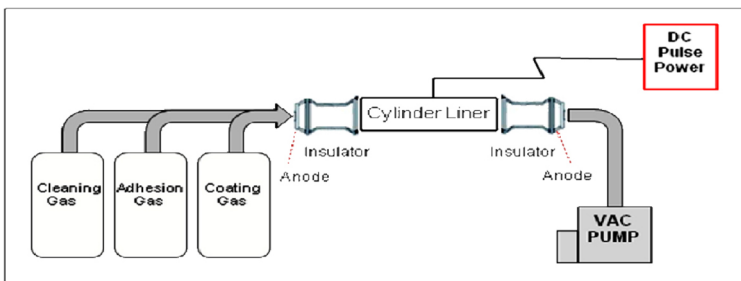 DC
Pulse
Power
Cylinder Liner
Insulator
Insulator
Anode
Anode
Cleaning
Gas
Adhesion
Gas
Coating
Gas
VAC
PUMP